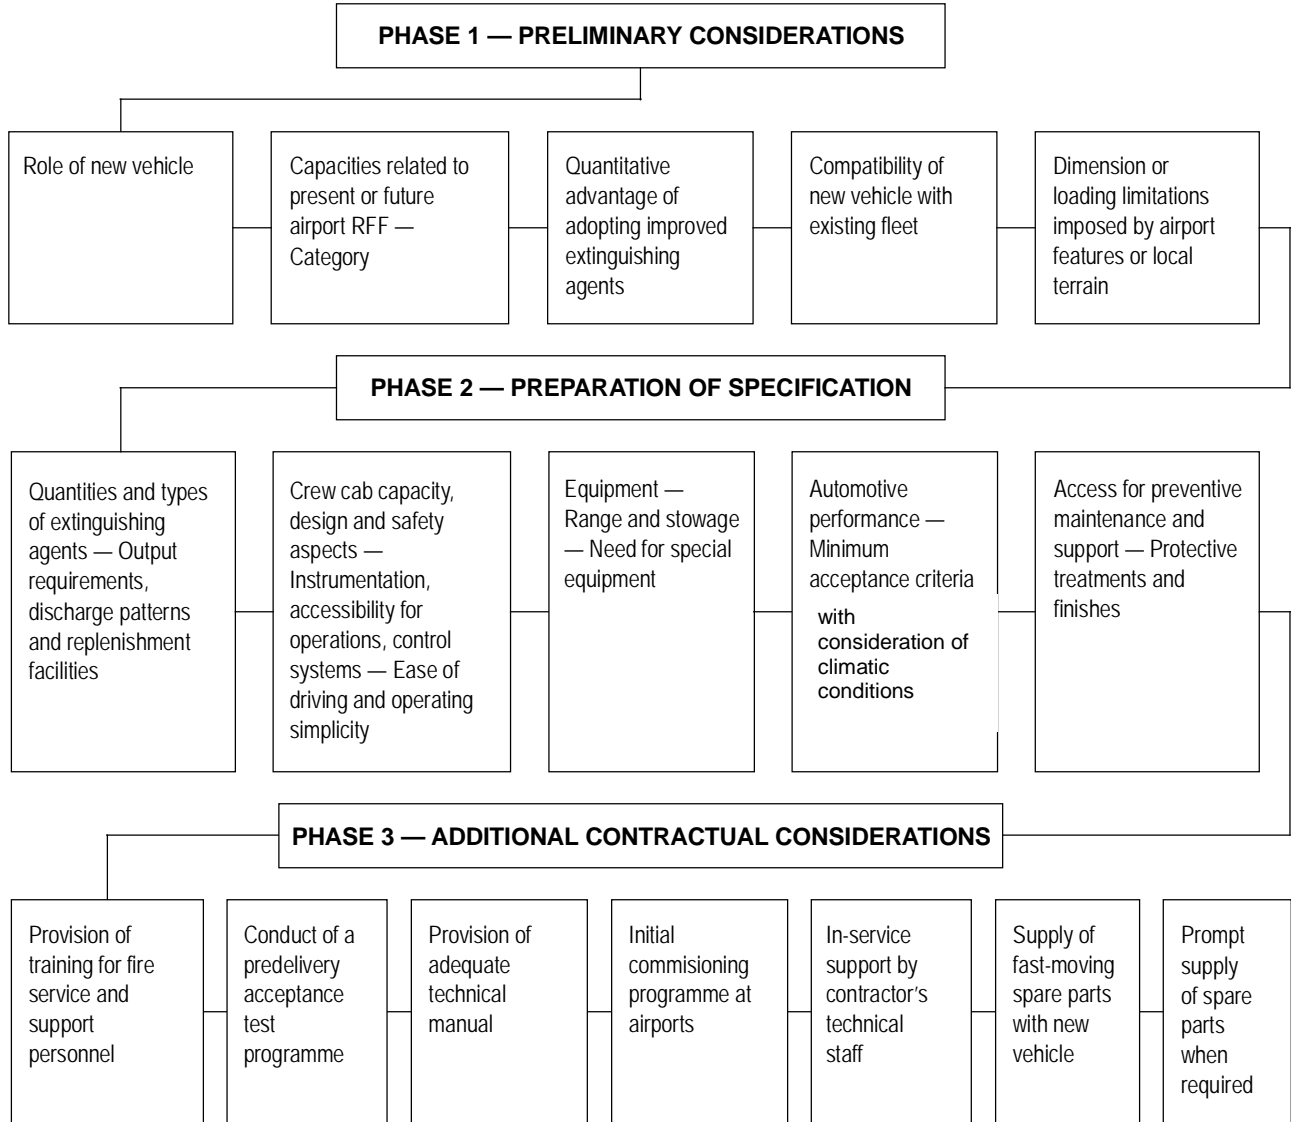 PHASE 1 — PRELIMINARY CONSIDERATIONS
Role of new vehicle
Capacities related to
present or future
airport RFF —
Category
Quantitative
advantage of
adopting improved
extinguishing
agents
Compatibility of
new vehicle with
existing fleet
Dimension or
loading limitations
imposed by airport
features or local
terrain
PHASE 2 — PREPARATION OF SPECIFICATION
Quantities and types
of extinguishing
agents — Output
requirements,
discharge patterns
and replenishment
facilities
Crew cab capacity,
design and safety
aspects —
Instrumentation,
accessibility for
operations, control
systems — Ease of
driving and operating
simplicity
Equipment —
Range and stowage
— Need for special
equipment
Automotive
performance —
Minimum
acceptance criteria
with
consideration of
climatic
conditions
Access for preventive
maintenance and
support — Protective
treatments and
finishes
PHASE 3 — ADDITIONAL CONTRACTUAL CONSIDERATIONS
Provision of
training for fire
service and
support
personnel
Conduct of a
predelivery
acceptance
test
programme
Provision of
adequate
technical
manual
Initial
commisioning
programme at
airports
In-service
support by
contractor's
technical
staff
Supply of
fast-moving
spare parts
with new
vehicle
Prompt
supply
of spare
parts
when
required